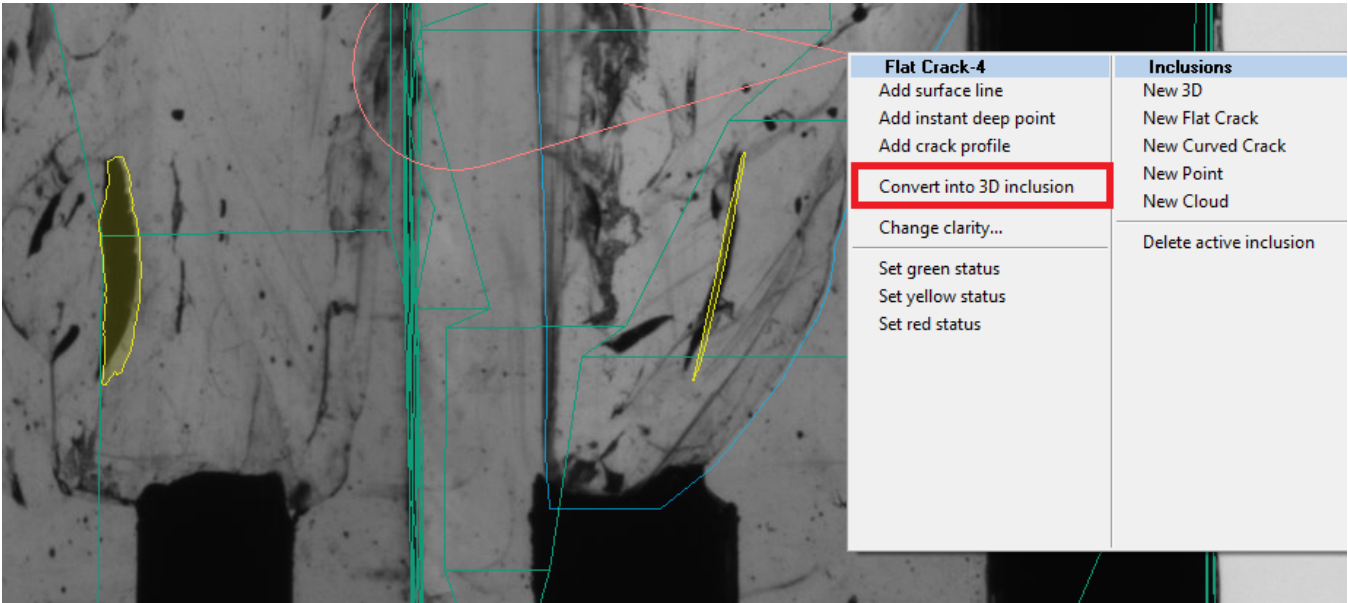 Flat Crack-4
Add surface line
Add instant deep point
Add crack profile
Convert into 3D inclusion
Change clarity...
Set green status
Set yellow status
Set red status
Inclusions
New 3D
New Flat Crack
New Curved Crack
New Point
New Cloud
Delete active inclusion